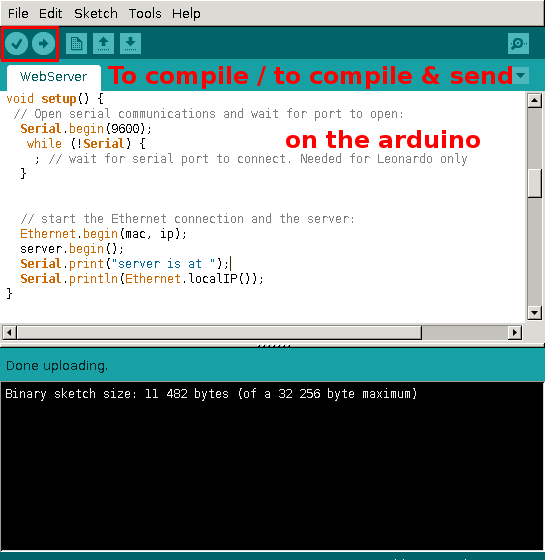 File Edit Sketch Tools Help
WebServer
To compile / to compile & send
on the arduino
void setup() {
// Open serial communications and wait for port to open:
Serial.begin(9600);
while (!Serial) {
; // wait for serial port to connect. Needed for Leonardo only
}
// start the Ethernet connection and the server:
Ethernet.begin(mac, ip);
server.begin();
Serial.print("server is at ");
Serial.println(Ethernet.localIP());
}
Done uploading.
Binary sketch size: 11 482 bytes (of a 32 256 byte maximum)